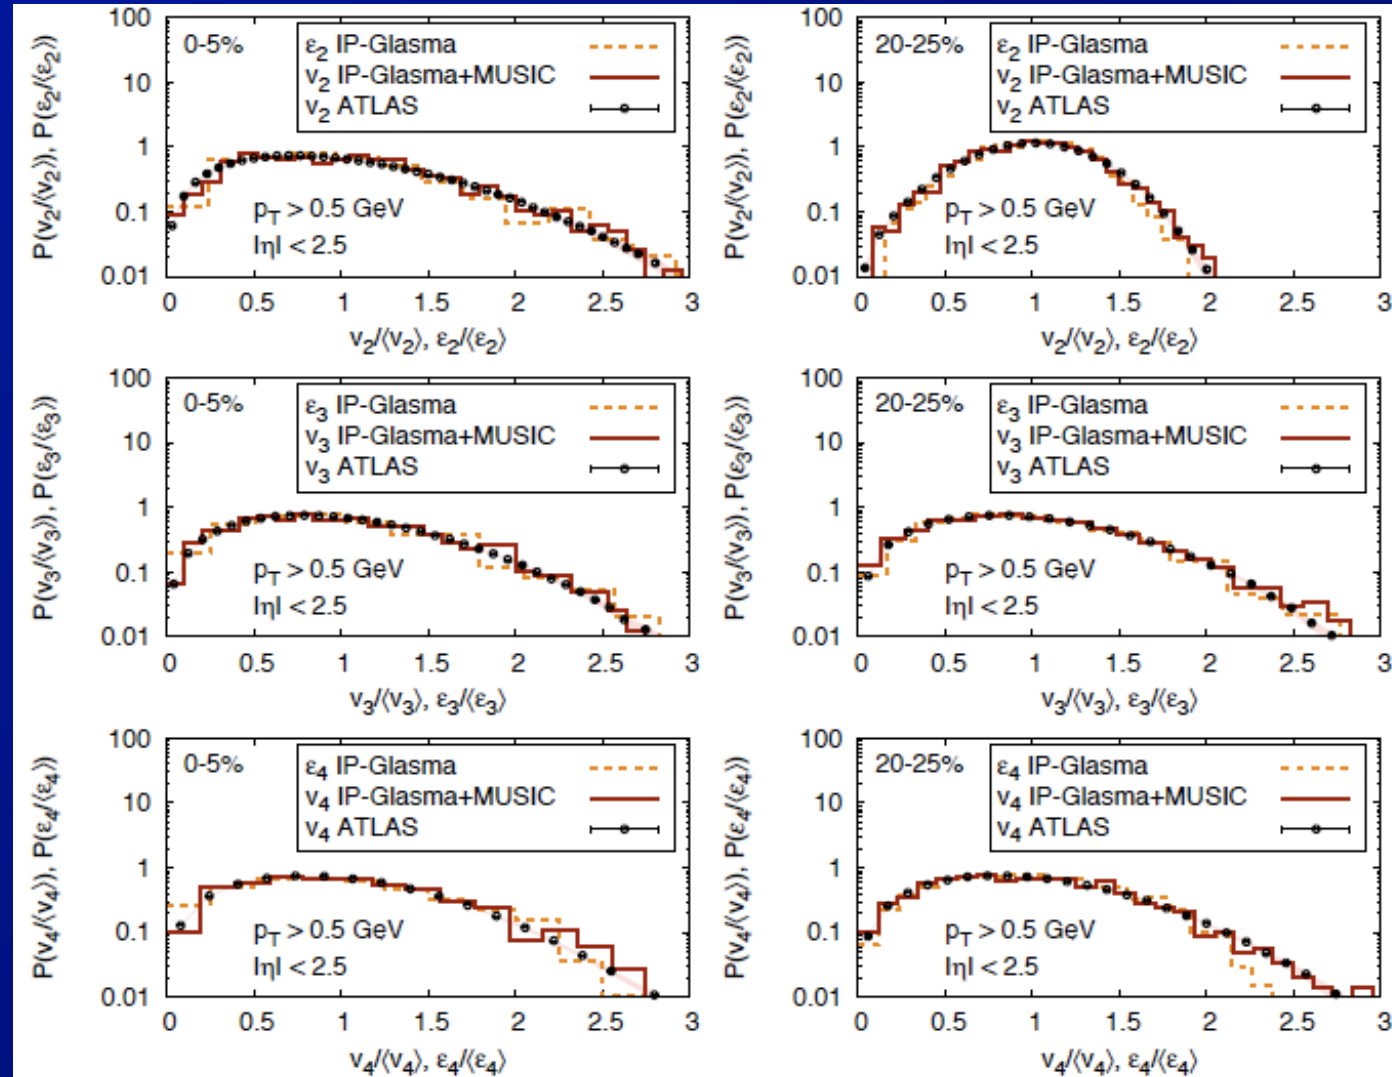 100
10
1
0.1
0.01
P(v2/⟨v2⟩), P(ε2/⟨ε2⟩)
0-5%
ε2 IP-Glasma
v2 IP-Glasma+MUSIC
v2 ATLAS
pT > 0.5 GeV
|η| < 2.5
0 0.5 1 1.5 2 2.5 3
v2/⟨v2⟩, ε2/⟨ε2⟩
100
10
1
0.1
0.01
P(v2/⟨v2⟩), P(ε2/⟨ε2⟩)
20-25%
ε2 IP-Glasma
v2 IP-Glasma+MUSIC
v2 ATLAS
pT > 0.5 GeV
|η| < 2.5
0 0.5 1 1.5 2 2.5 3
v2/⟨v2⟩, ε2/⟨ε2⟩
100
10
1
0.1
0.01
P(v3/⟨v3⟩), P(ε3/⟨ε3⟩)
0-5%
ε3 IP-Glasma
v3 IP-Glasma+MUSIC
v3 ATLAS
pT > 0.5 GeV
|η| < 2.5
0 0.5 1 1.5 2 2.5 3
v3/⟨v3⟩, ε3/⟨ε3⟩
100
10
1
0.1
0.01
P(v3/⟨v3⟩), P(ε3/⟨ε3⟩)
20-25%
ε3 IP-Glasma
v3 IP-Glasma+MUSIC
v3 ATLAS
pT > 0.5 GeV
|η| < 2.5
0 0.5 1 1.5 2 2.5 3
v3/⟨v3⟩, ε3/⟨ε3⟩
100
10
1
0.1
0.01
P(v4/⟨v4⟩), P(ε4/⟨ε4⟩)
0-5%
ε4 IP-Glasma
v4 IP-Glasma+MUSIC
v4 ATLAS
pT > 0.5 GeV
|η| < 2.5
0 0.5 1 1.5 2 2.5 3
v4/⟨v4⟩, ε4/⟨ε4⟩
100
10
1
0.1
0.01
P(v4/⟨v4⟩), P(ε4/⟨ε4⟩)
20-25%
ε4 IP-Glasma
v4 IP-Glasma+MUSIC
v4 ATLAS
pT > 0.5 GeV
|η| < 2.5
0 0.5 1 1.5 2 2.5 3
v4/⟨v4⟩, ε4/⟨ε4⟩